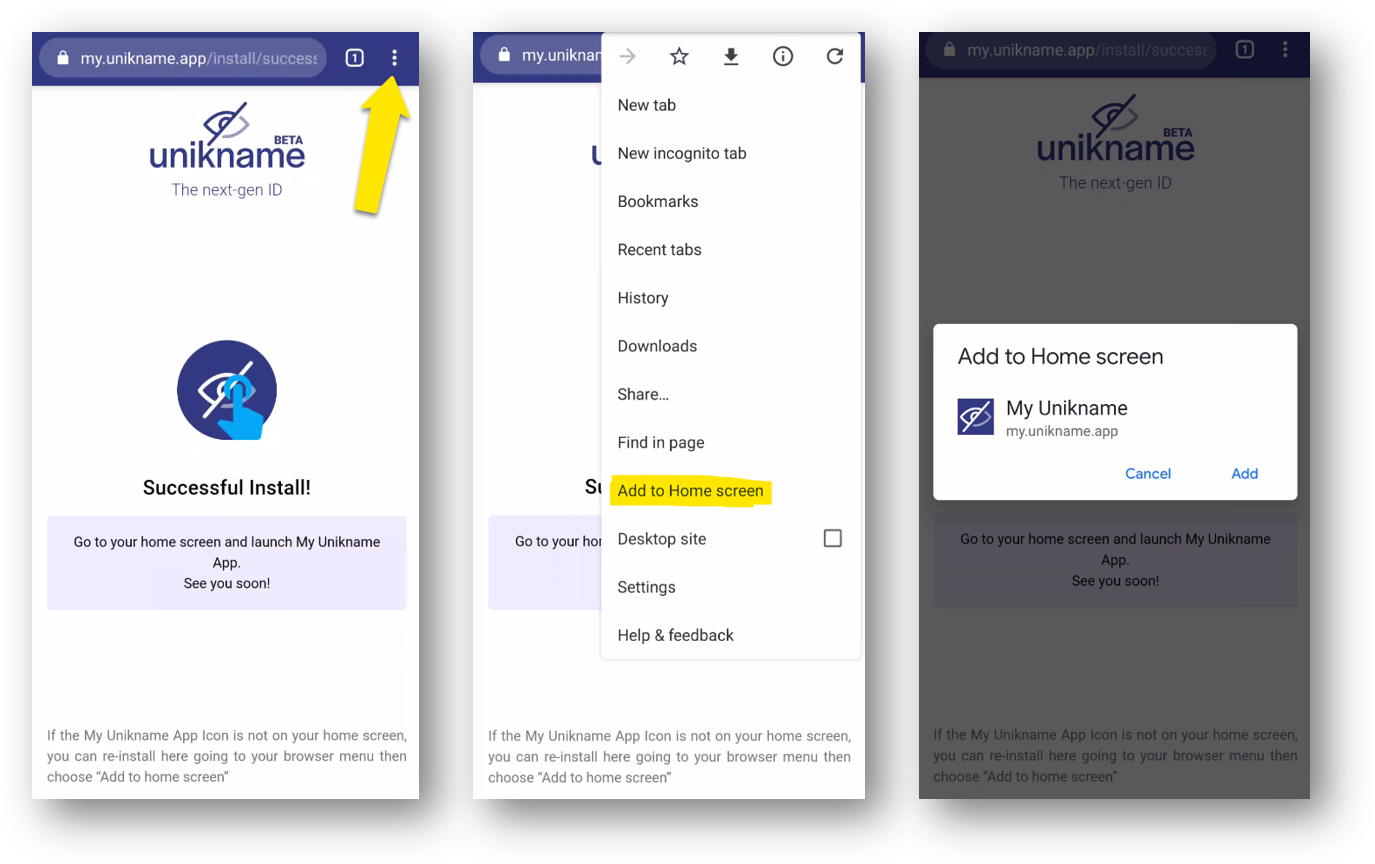 my.unikname.app/install/success
1
BETA
unikname
The next-gen ID
Successful Install!
Go to your home screen and launch My Unikname
App.
See you soon!
If the My Unikname App Icon is not on your home screen,
you can re-install here going to your browser menu then
choose “Add to home screen”
my.unikn
New tab
New incognito tab
Bookmarks
Recent tabs
History
Downloads
Share...
Find in page
Add to Home screen
Desktop site
Settings
Help & feedback
u
Su
Go to your hor
If the My Unikname App Icon is not on your home screen,
you can re-install here going to your browser menu then
choose “Add to home screen”
my.unikname.app/install/success
1
BETA
unikname
The next-gen ID
Add to Home screen
My Unikname
my.unikname.app
Cancel
Add
Go to your home screen and launch My Unikname
App.
See you soon!
If the My Unikname App Icon is not on your home screen,
you can re-install here going to your browser menu then
choose “Add to home screen”